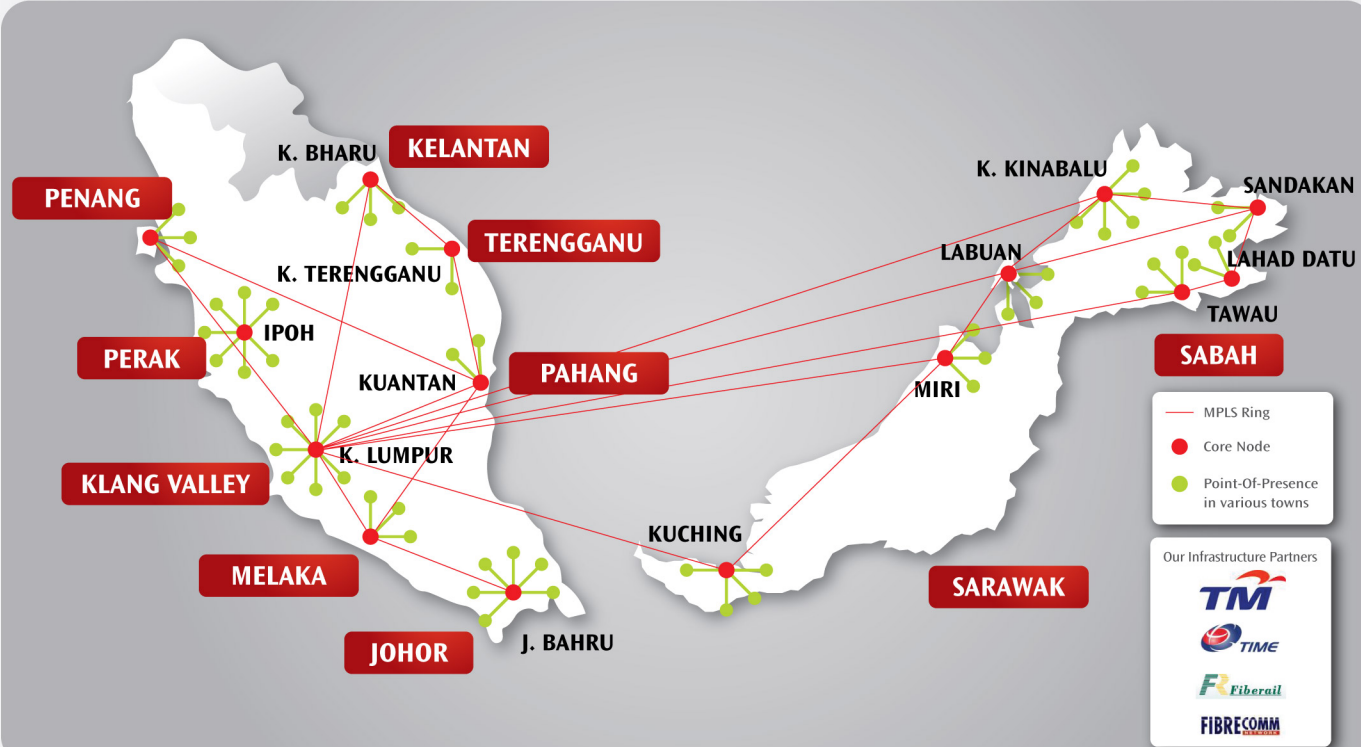 K. BHARU
KELANTAN
PENANG
TERENGGANU
K. TERENGGANU
IPOH
PERAK
KUANTAN
PAHANG
K. LUMPUR
KLANG VALLEY
MELAKA
JOHOR
J. BAHRU
K. KINABALU
SANDAKAN
LABUAN
LAHAD DATU
TAWAU
SABAH
MIRI
KUCHING
SARAWAK
MPLS Ring
Core Node
Point-Of-Presence
in various towns
Our Infrastructure Partners
TM
TIME
FR Fiberail
FIBRECOMM
NETWORK